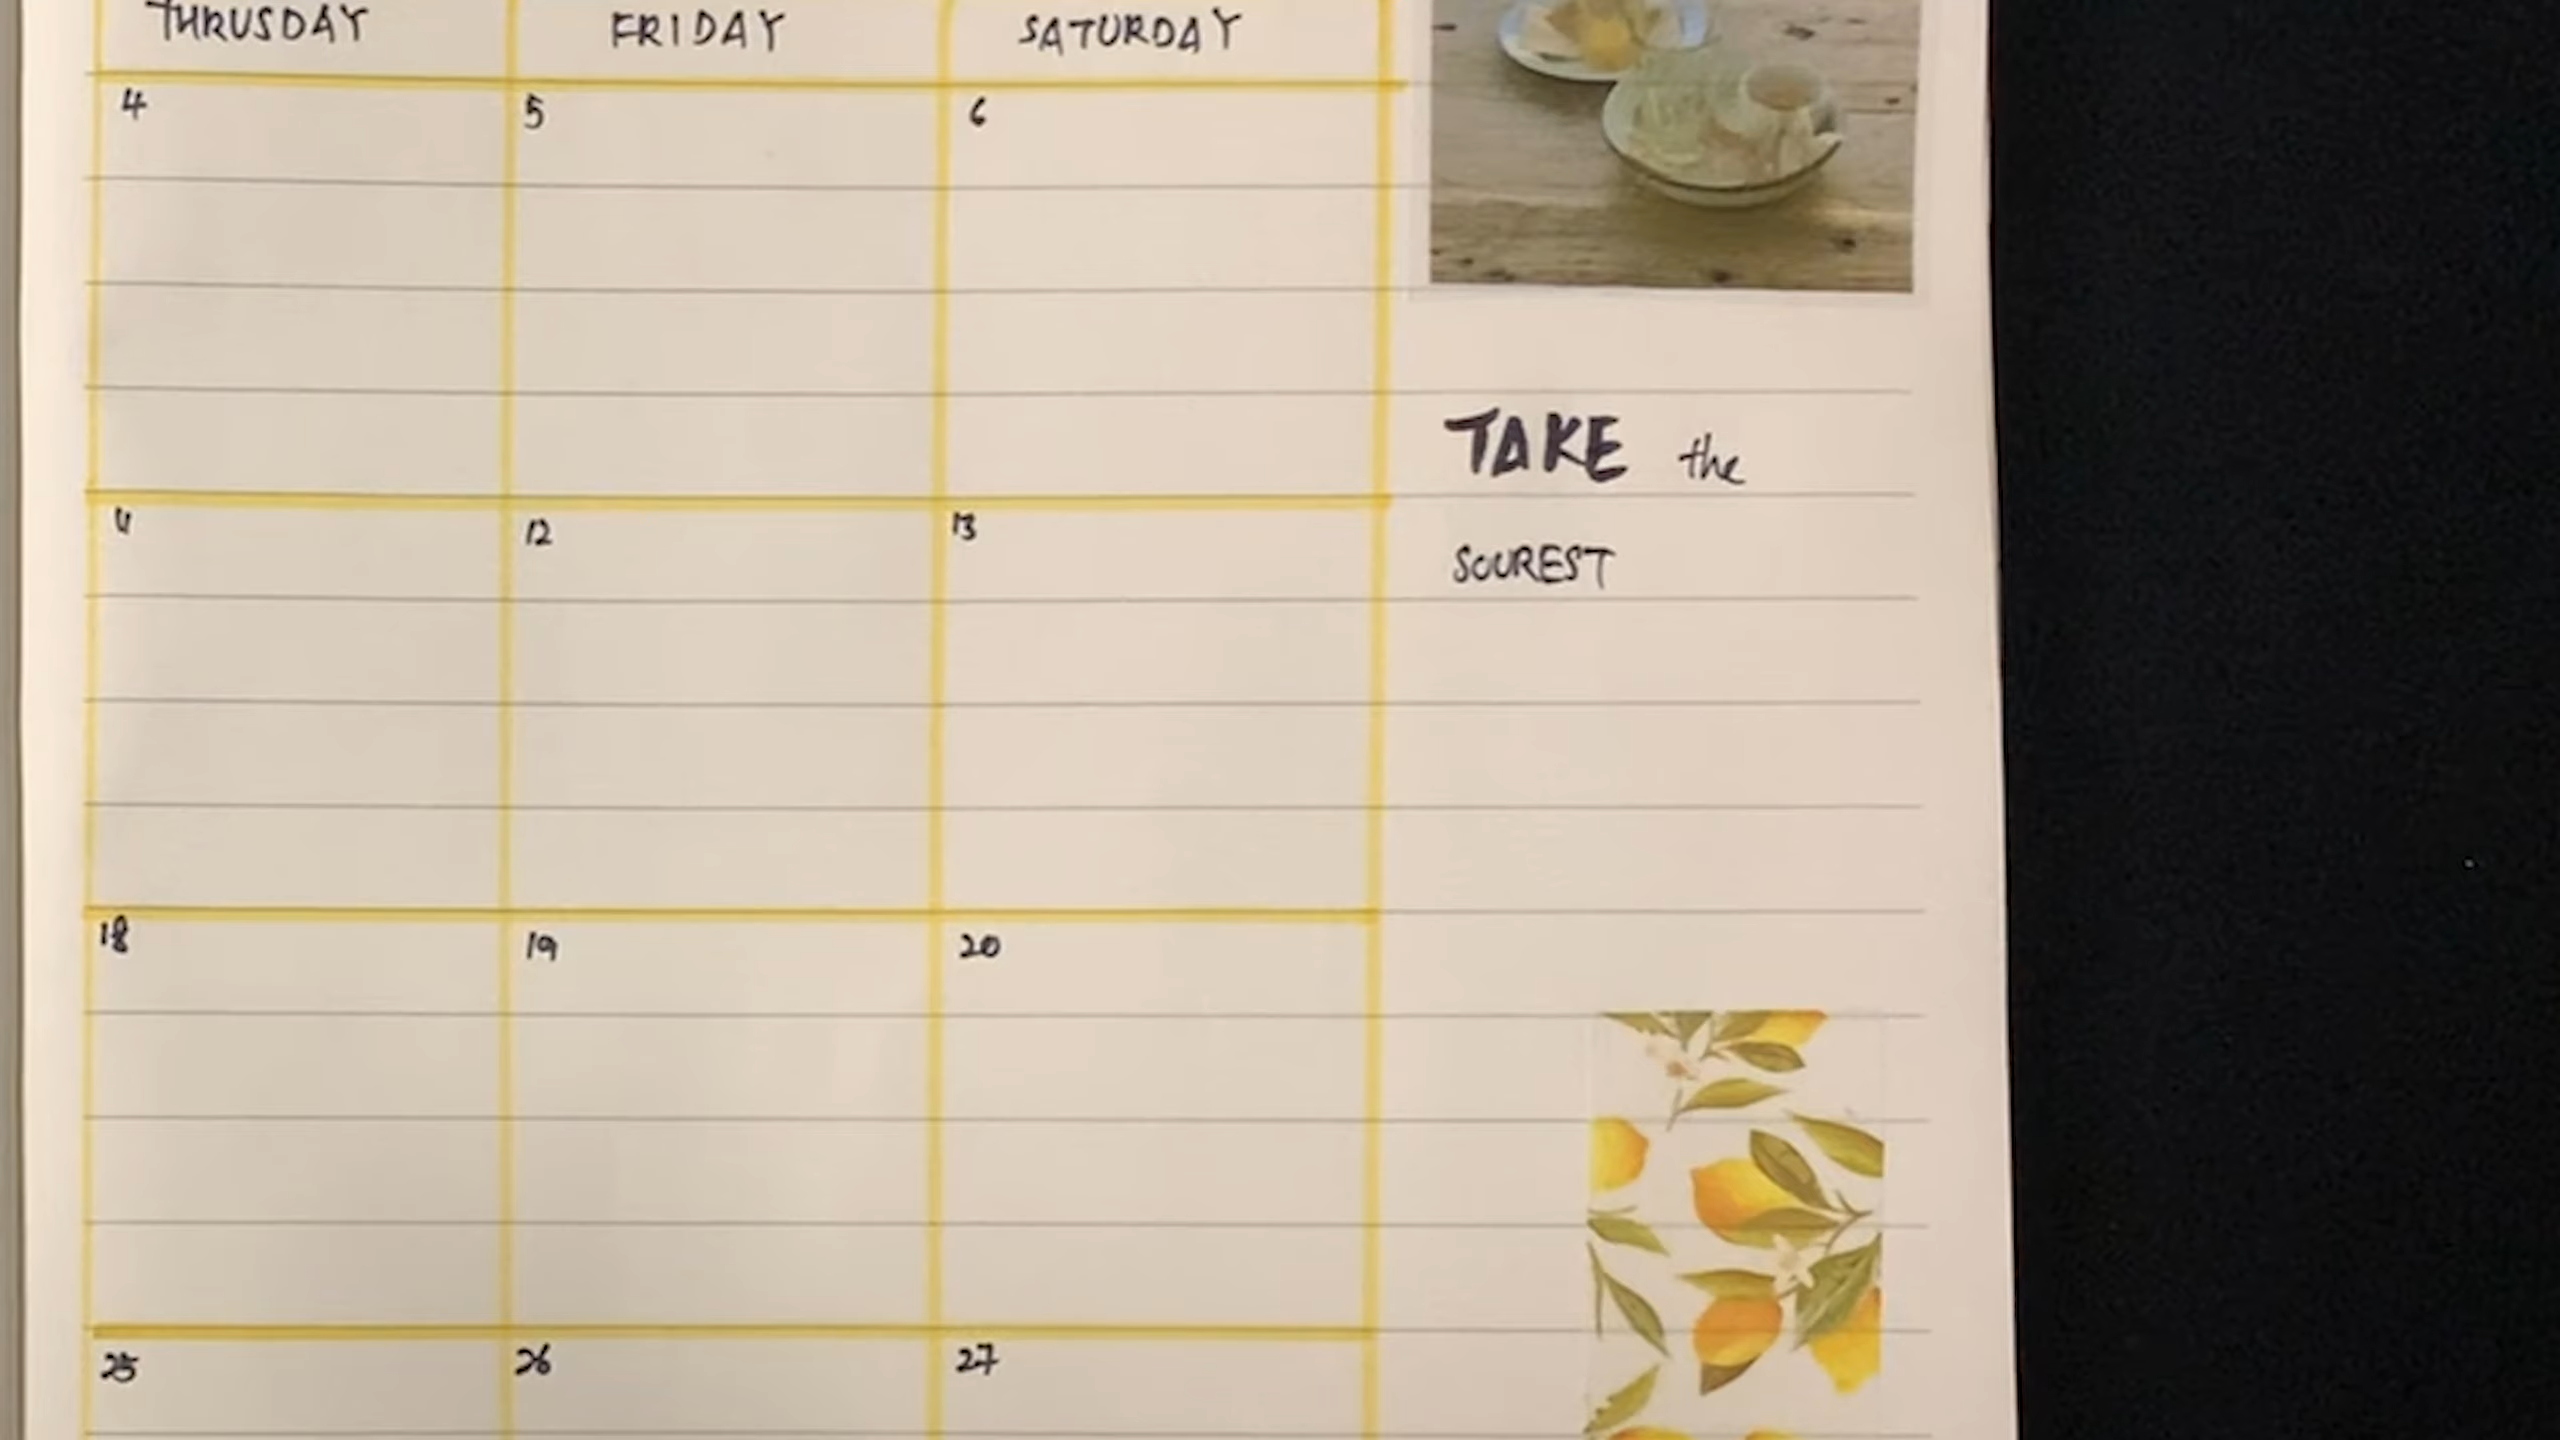 THRUSDAY FRIDAY SATURDAY
4 5 6
TAKE the
11 12 13
SOUREST
18 19 20
25 26 27